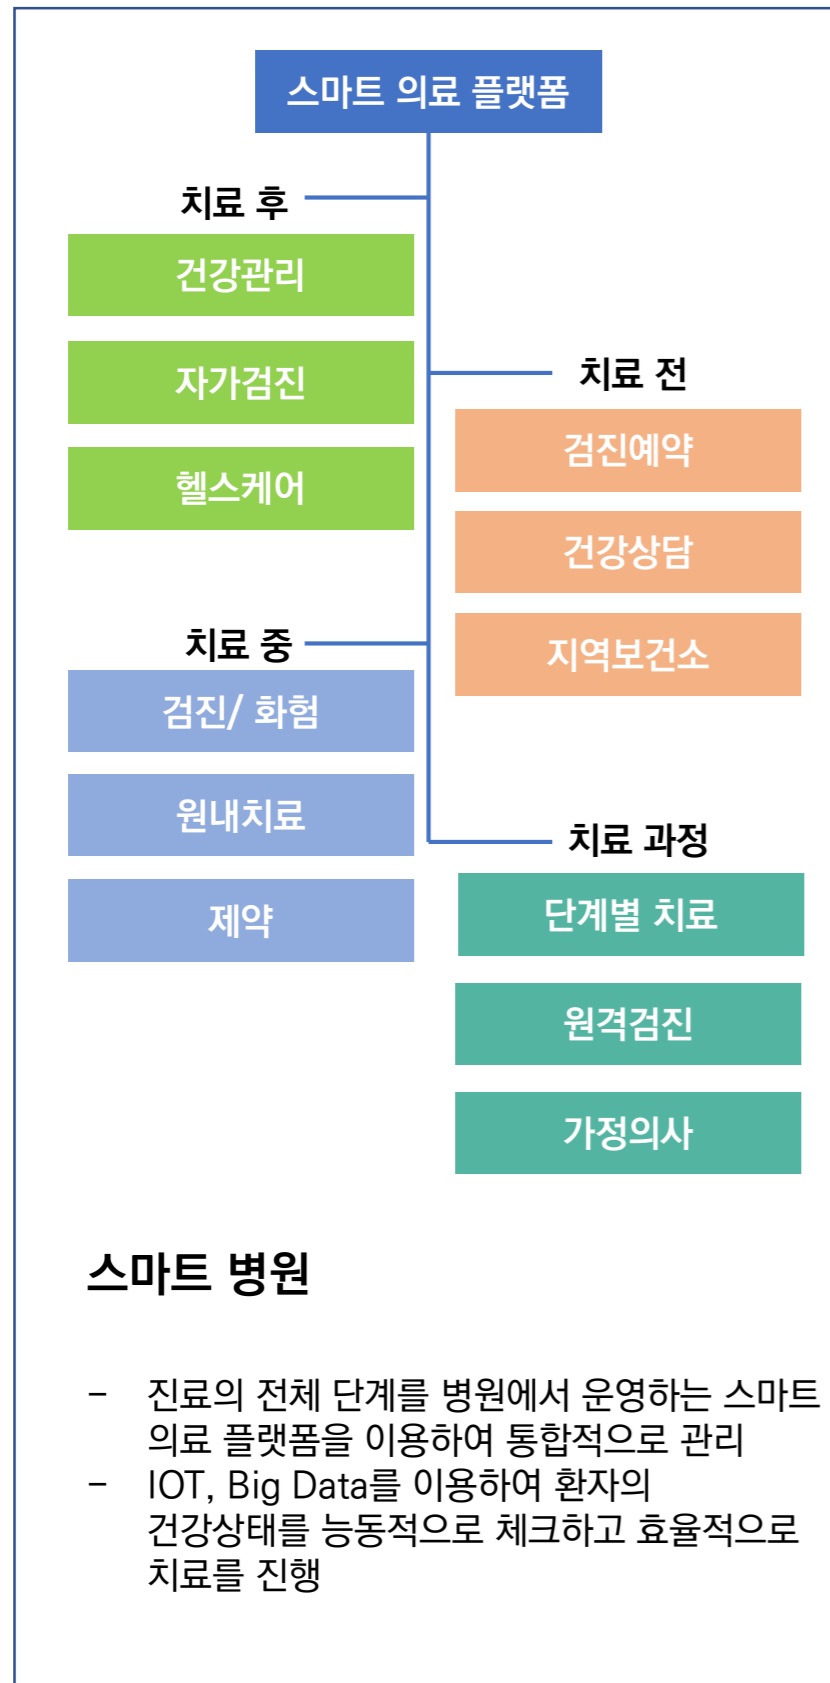 스마트 의료 플랫폼
치료 후
건강관리
자가검진
헬스케어
치료 전
검진예약
건강상담
지역보건소
치료 중
검진/ 화험
원내치료
제약
치료 과정
단계별 치료
원격검진
가정의사
스마트 병원
- 진료의 전체 단계를 병원에서 운영하는 스마트
의료 플랫폼을 이용하여 통합적으로 관리
- IOT, Big Data를 이용하여 환자의
건강상태를 능동적으로 체크하고 효율적으로
치료를 진행